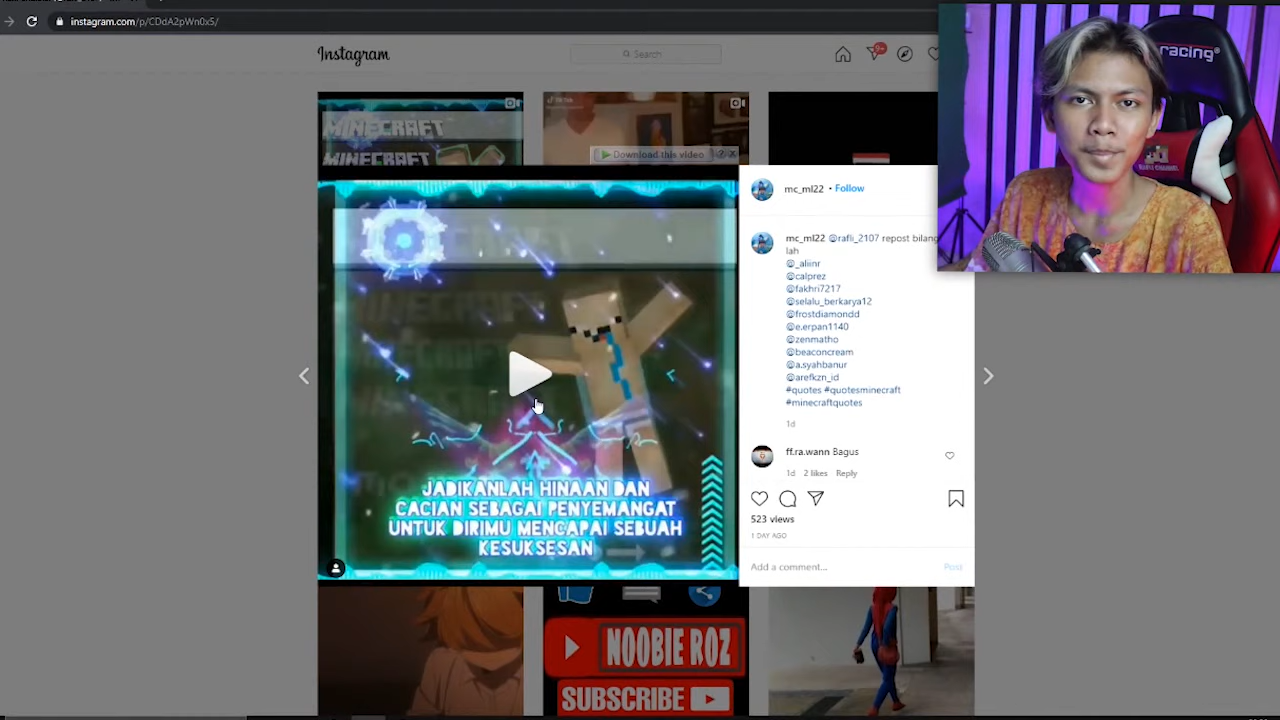 instagram.com/p/CDdA2pWn0x5/
Instagram
Search
9+
racing
MINECRAFT
MINECRAFT
TikTok
Download this video
mc_ml22 • Follow
mc_ml22 @rafli_2107 repost bilang
lah
@_aliinr
@calprez
@fakhri7217
@selalu_berkarya12
@frostdiamondd
@e.erpan1140
@zenmatho
@beaconcream
@a.syahbanur
@arefkzn_id
#quotes #quotesminecraft
#minecraftquotes
1d
ff.ra.wann Bagus
1d 2 likes Reply
523 views
1 DAY AGO
Add a comment... Post
JADIKANLAH HINAAN DAN
CACIAN SEBAGAI PENYEMANGAT
UNTUK DIRIMU MENCAPAI SEBUAH
KESUKSESAN
NOOBIE ROZ
SUBSCRIBE